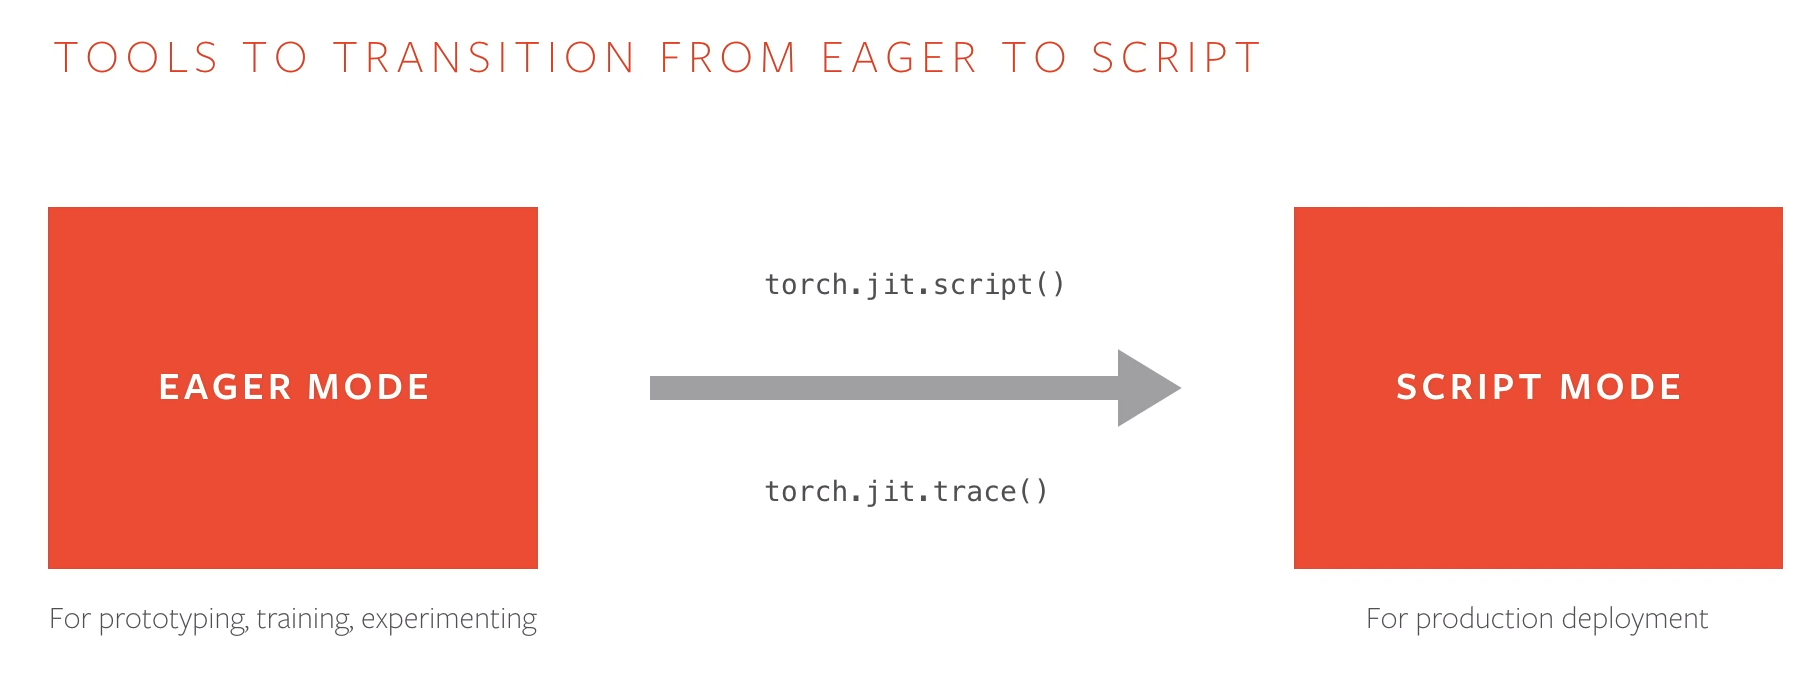 TOOLS TO TRANSITION FROM EAGER TO SCRIPT
torch.jit.script()
EAGER MODE
SCRIPT MODE
torch.jit.trace()
For prototyping, training, experimenting
For production deployment